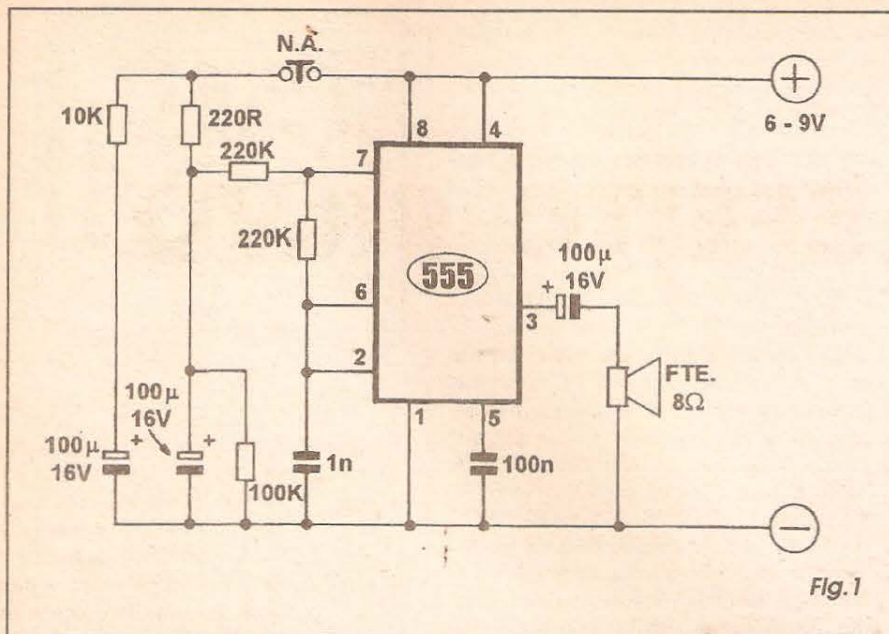 N.A.
10K
220R
220K
220K
7
8
4
6 - 9V
555
6
2
3
1
5
100µ
16V
+
FTE.
8Ω
100µ
16V
+
100µ
16V
+
100K
1n
100n
+
−
Fig.1